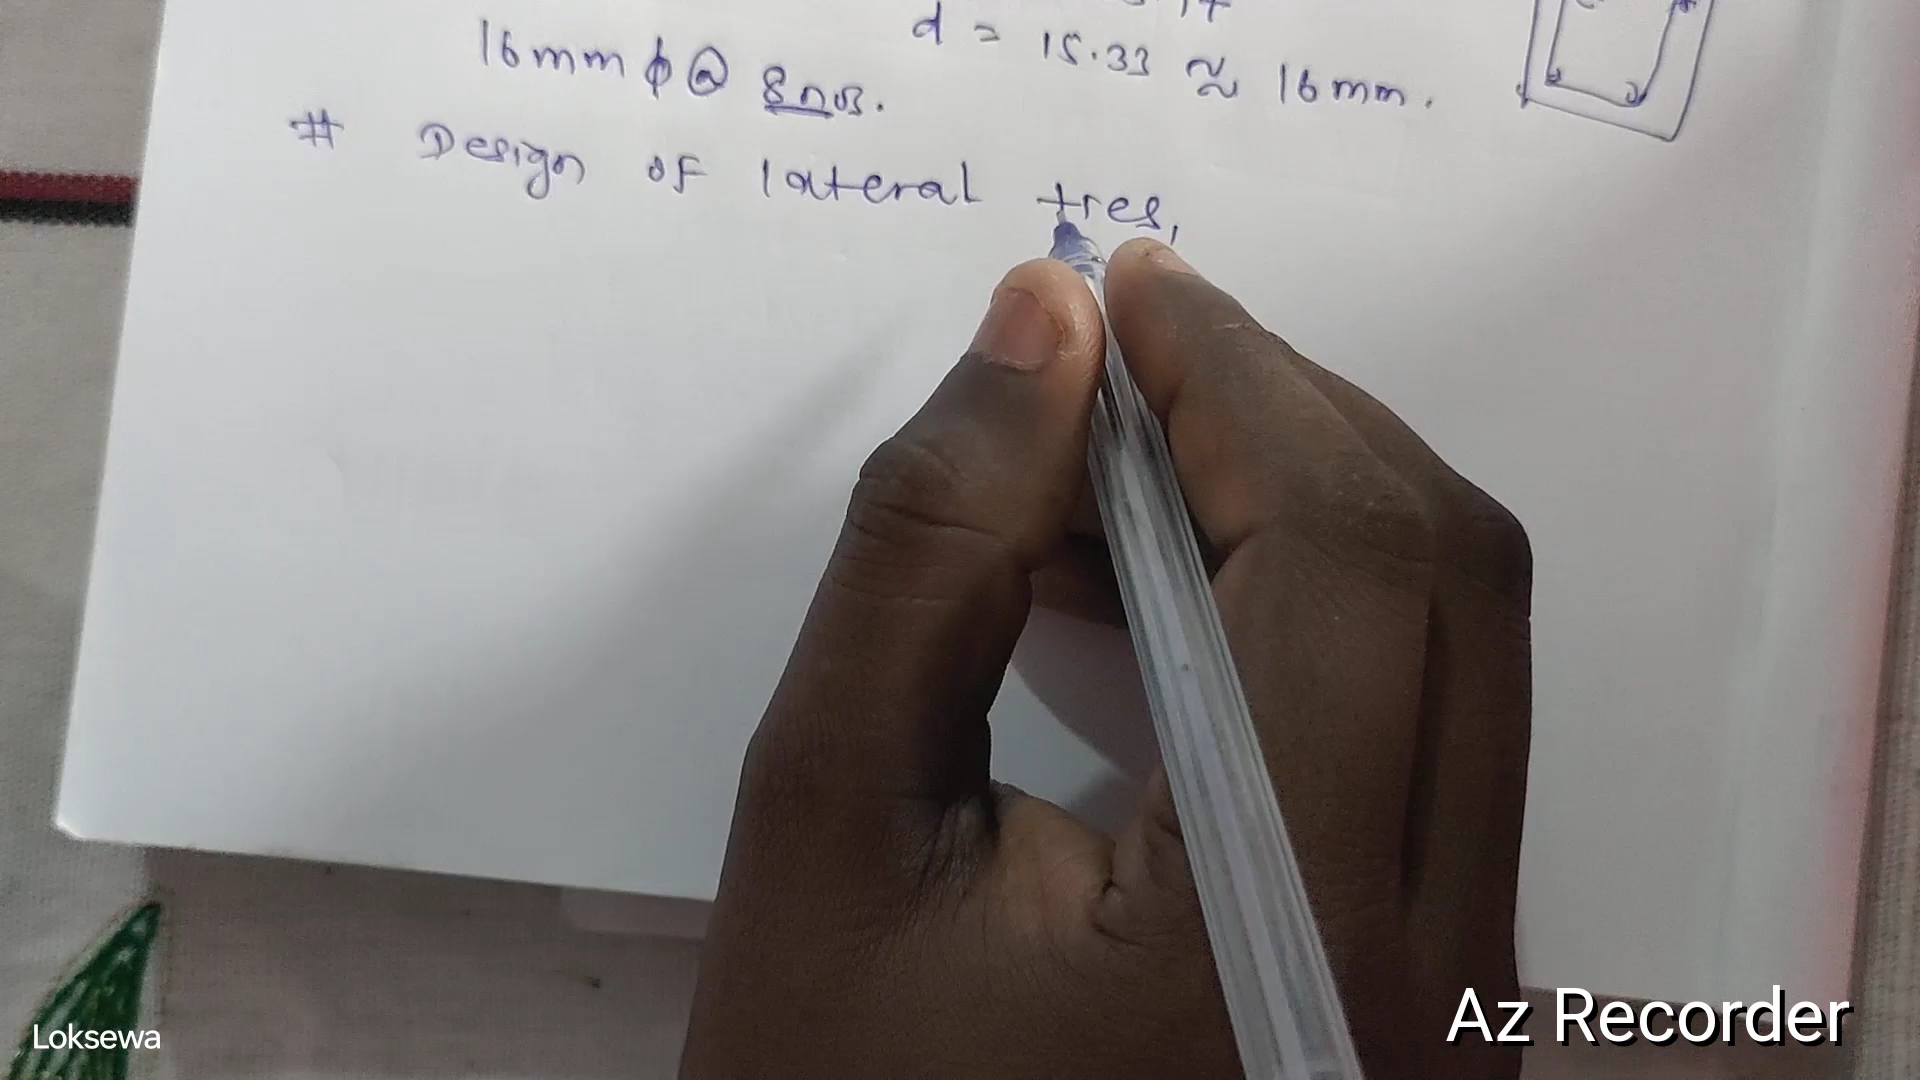 d = 15.33 ≈ 16mm.
16mm ϕ @ 8nos.
# Design of lateral ties,
Loksewa
Az Recorder